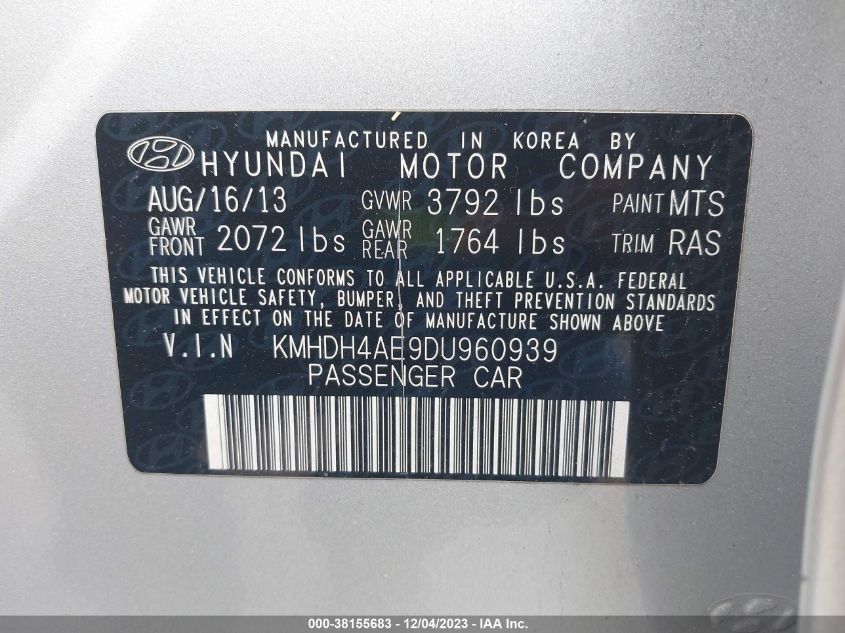 MANUFACTURED IN KOREA BY
HYUNDAI MOTOR COMPANY
AUG/16/13 GVWR 3792 lbs PAINT MTS
GAWR FRONT 2072 lbs GAWR REAR 1764 lbs TRIM RAS
THIS VEHICLE CONFORMS TO ALL APPLICABLE U.S.A. FEDERAL
MOTOR VEHICLE SAFETY, BUMPER, AND THEFT PREVENTION STANDARDS
IN EFFECT ON THE DATE OF MANUFACTURE SHOWN ABOVE
V.I.N KMHDH4AE9DU960939
PASSENGER CAR
000-38155683 - 12/04/2023 - IAA Inc.